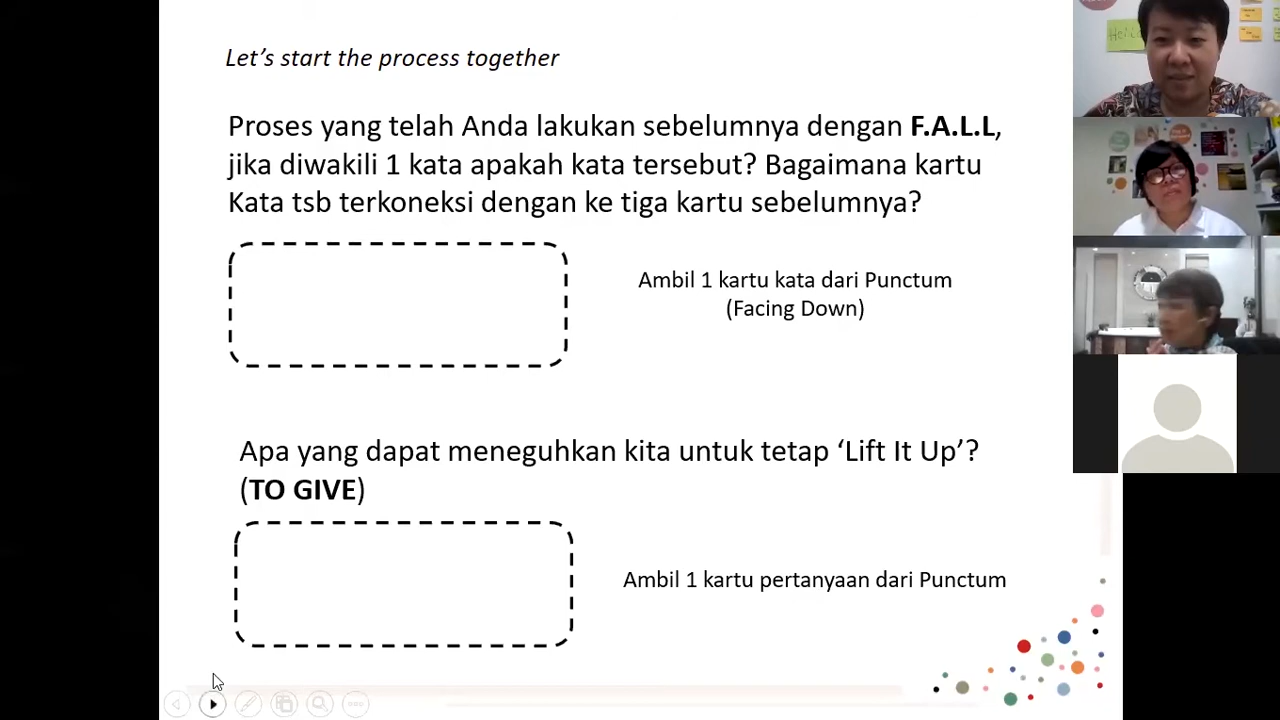 Let's start the process together
Proses yang telah Anda lakukan sebelumnya dengan F.A.L.L,
jika diwakili 1 kata apakah kata tersebut? Bagaimana kartu
Kata tsb terkoneksi dengan ke tiga kartu sebelumnya?
Ambil 1 kartu kata dari Punctum
(Facing Down)
Apa yang dapat meneguhkan kita untuk tetap ‘Lift It Up’?
(TO GIVE)
Ambil 1 kartu pertanyaan dari Punctum